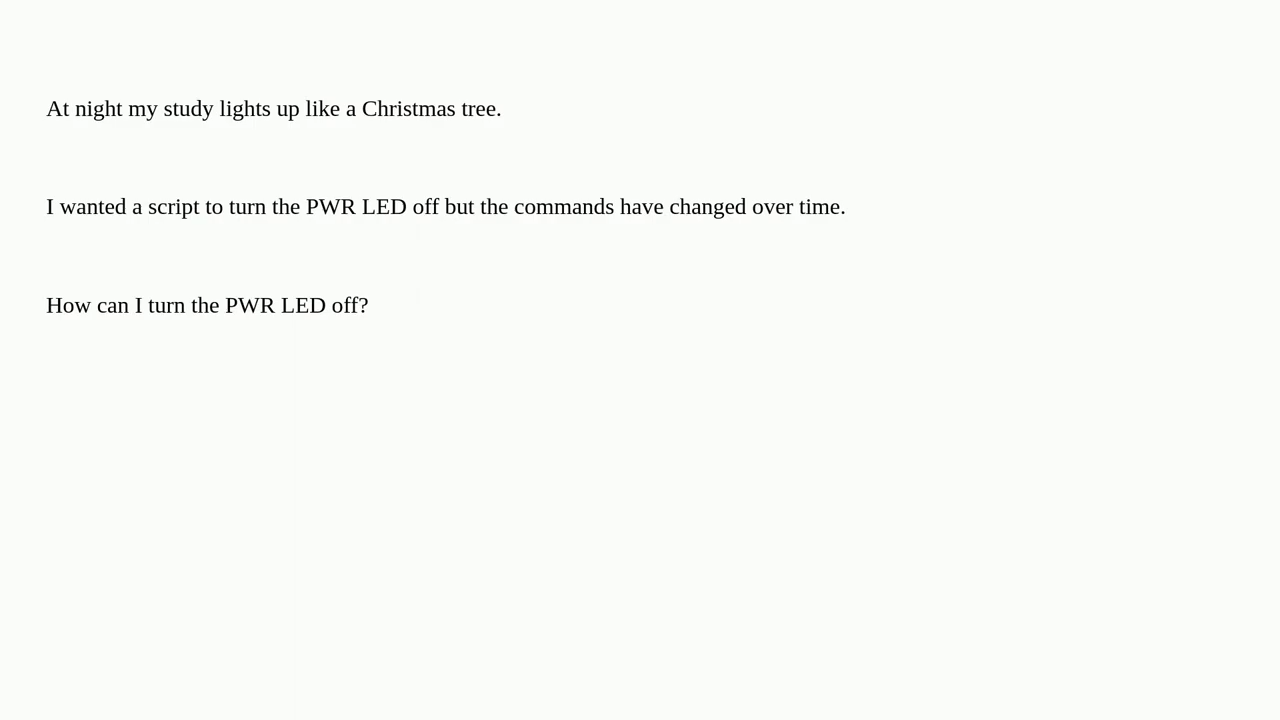 At night my study lights up like a Christmas tree.
I wanted a script to turn the PWR LED off but the commands have changed over time.
How can I turn the PWR LED off?